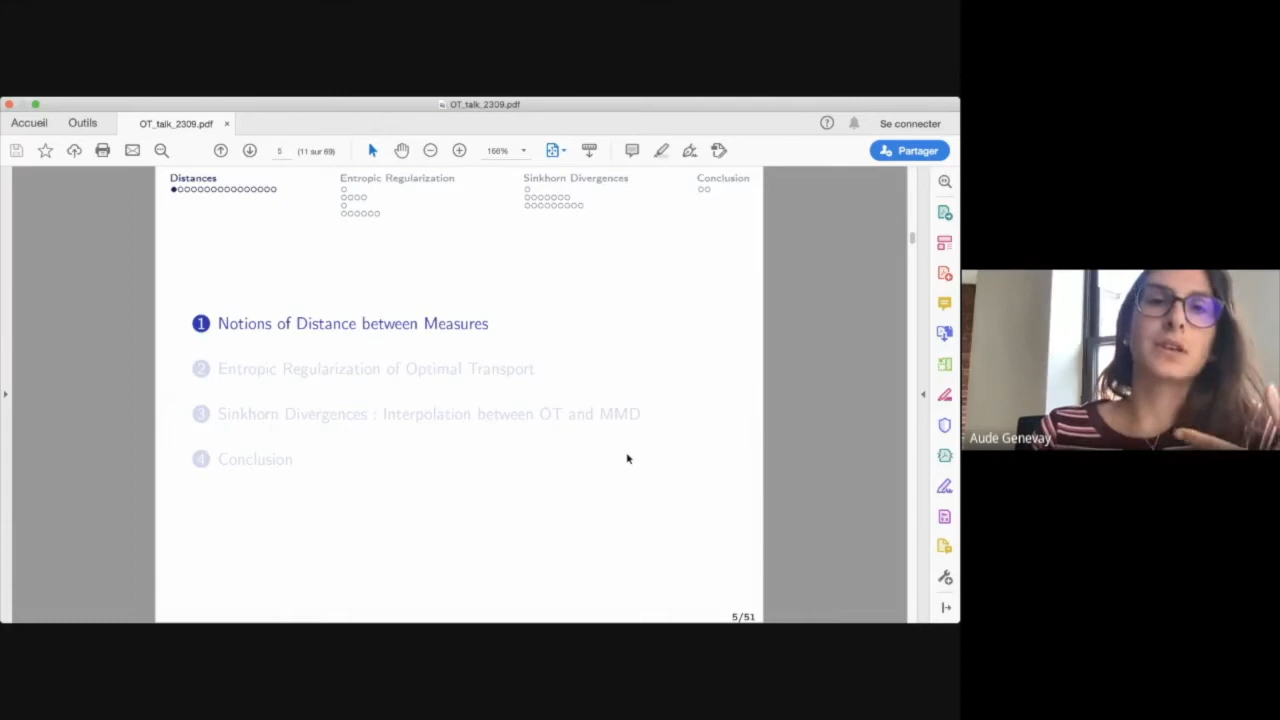 OT_talk_2309.pdf
Accueil
Outils
OT_talk_2309.pdf
Se connecter
5
(11 sur 69)
166%
Partager
Distances
Entropic Regularization
Sinkhorn Divergences
Conclusion
1 Notions of Distance between Measures
2 Entropic Regularization of Optimal Transport
3 Sinkhorn Divergences : Interpolation between OT and MMD
4 Conclusion
5/51
Aude Genevay